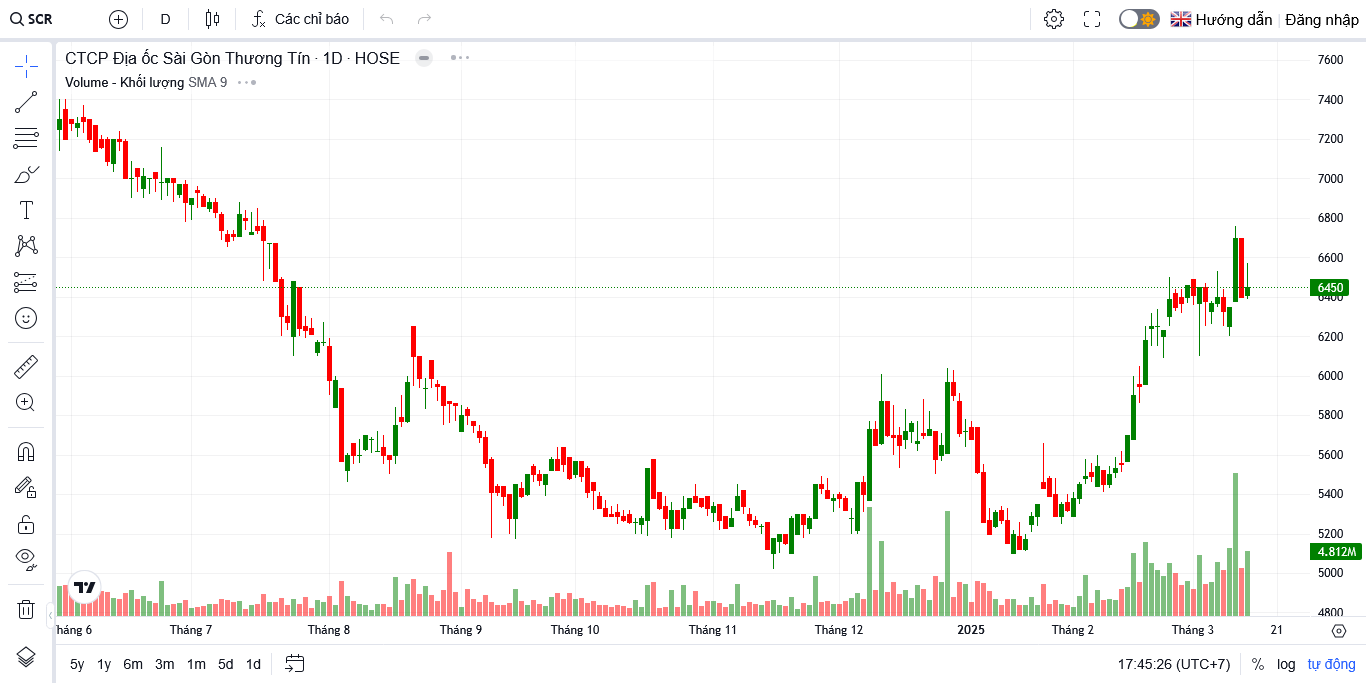 SCR D Các chỉ báo Hướng dẫn Đăng nhập
CTCP Địa ốc Sài Gòn Thương Tín · 1D · HOSE
Volume - Khối lượng SMA 9
7600
7400
7200
7000
6800
6600
6450
6400
6200
6000
5800
5600
5400
5200
4.812M
5000
4800
háng 6 Tháng 7 Tháng 8 Tháng 9 Tháng 10 Tháng 11 Tháng 12 2025 Tháng 2 Tháng 3 21
5y 1y 6m 3m 1m 5d 1d 17:45:26 (UTC+7) % log tự động